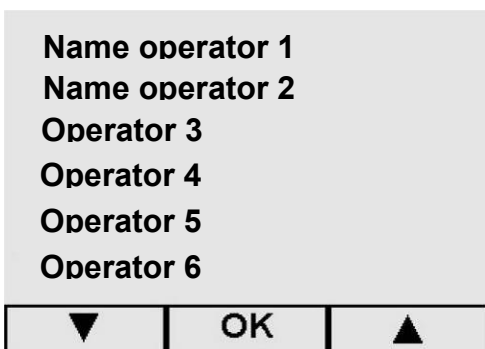 Name operator 1
Name operator 2
Operator 3
Operator 4
Operator 5
Operator 6
▼ OK ▲